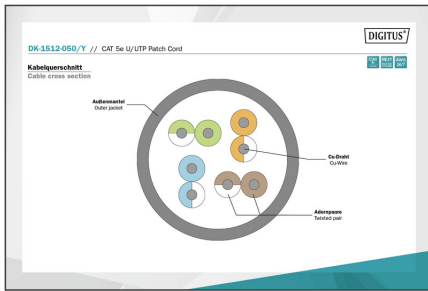 DIGITUS®
DK-1512-050/Y // CAT 5e U/UTP Patch Cord
Kabelquerschnitt
Cable cross section
Außenmantel
Outer jacket
Cu-Draht
Cu-Wire
Adernpaare
Twisted pair